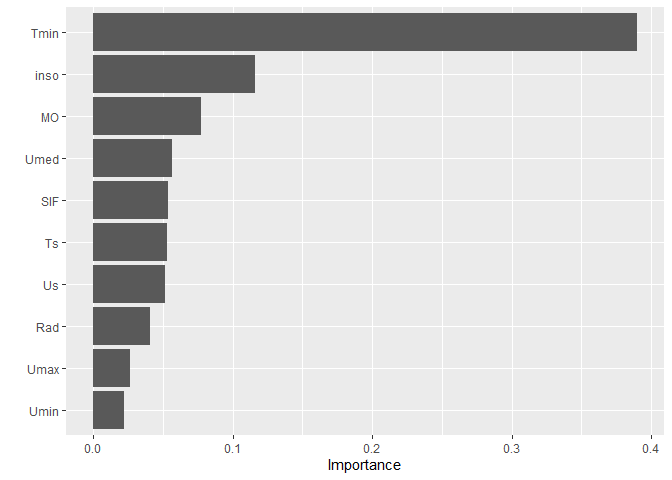 Tmin
inso
MO
Umed
SIF
Ts
Us
Rad
Umax
Umin
0.0 0.1 0.2 0.3 0.4
Importance